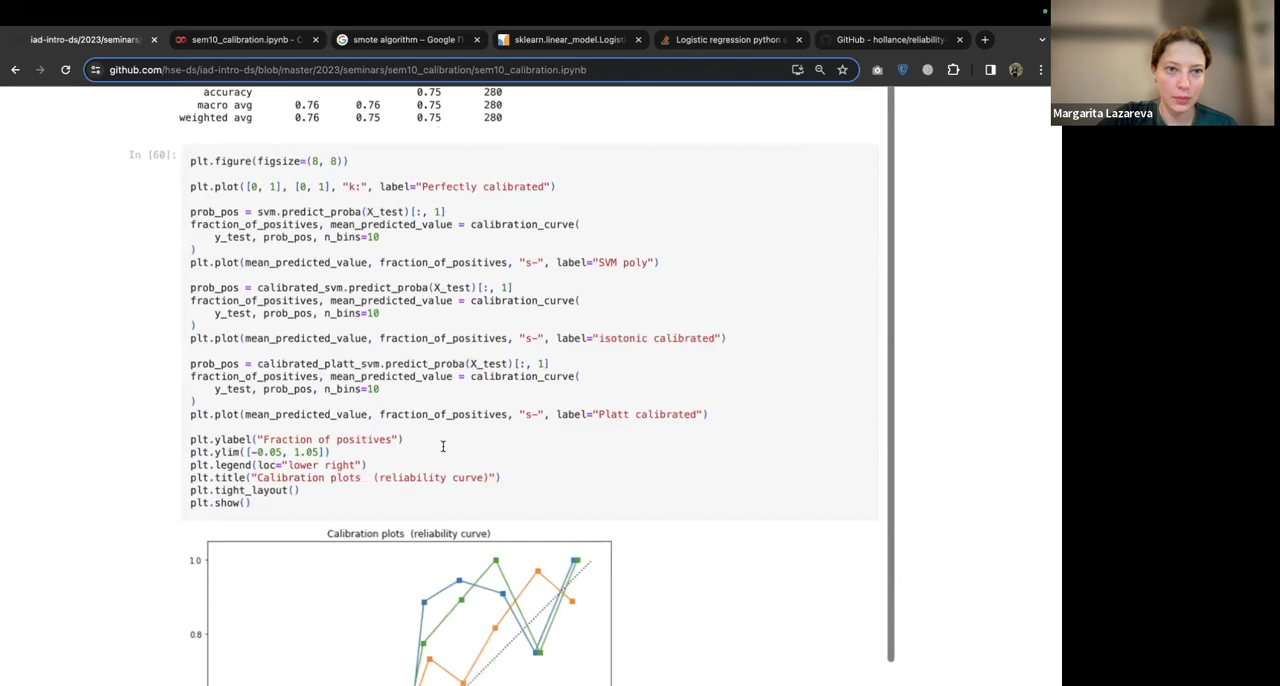 iad-intro-ds/2023/seminars
sem10_calibration.ipynb - C
smote algorithm – Google П
sklearn.linear_model.Logist
Logistic regression python s
GitHub - hollance/reliability-
github.com/hse-ds/iad-intro-ds/blob/master/2023/seminars/sem10_calibration/sem10_calibration.ipynb
Margarita Lazareva
accuracy 0.75 280
macro avg 0.76 0.76 0.75 280
weighted avg 0.76 0.75 0.75 280
In [60]:
plt.figure(figsize=(8, 8))
plt.plot([0, 1], [0, 1], "k:", label="Perfectly calibrated")
prob_pos = svm.predict_proba(X_test)[:, 1]
fraction_of_positives, mean_predicted_value = calibration_curve(
y_test, prob_pos, n_bins=10
)
plt.plot(mean_predicted_value, fraction_of_positives, "s-", label="SVM poly")
prob_pos = calibrated_svm.predict_proba(X_test)[:, 1]
fraction_of_positives, mean_predicted_value = calibration_curve(
y_test, prob_pos, n_bins=10
)
plt.plot(mean_predicted_value, fraction_of_positives, "s-", label="isotonic calibrated")
prob_pos = calibrated_platt_svm.predict_proba(X_test)[:, 1]
fraction_of_positives, mean_predicted_value = calibration_curve(
y_test, prob_pos, n_bins=10
)
plt.plot(mean_predicted_value, fraction_of_positives, "s-", label="Platt calibrated")
plt.ylabel("Fraction of positives")
plt.ylim([-0.05, 1.05])
plt.legend(loc="lower right")
plt.title("Calibration plots  (reliability curve)")
plt.tight_layout()
plt.show()
Calibration plots  (reliability curve)
1.0
0.8